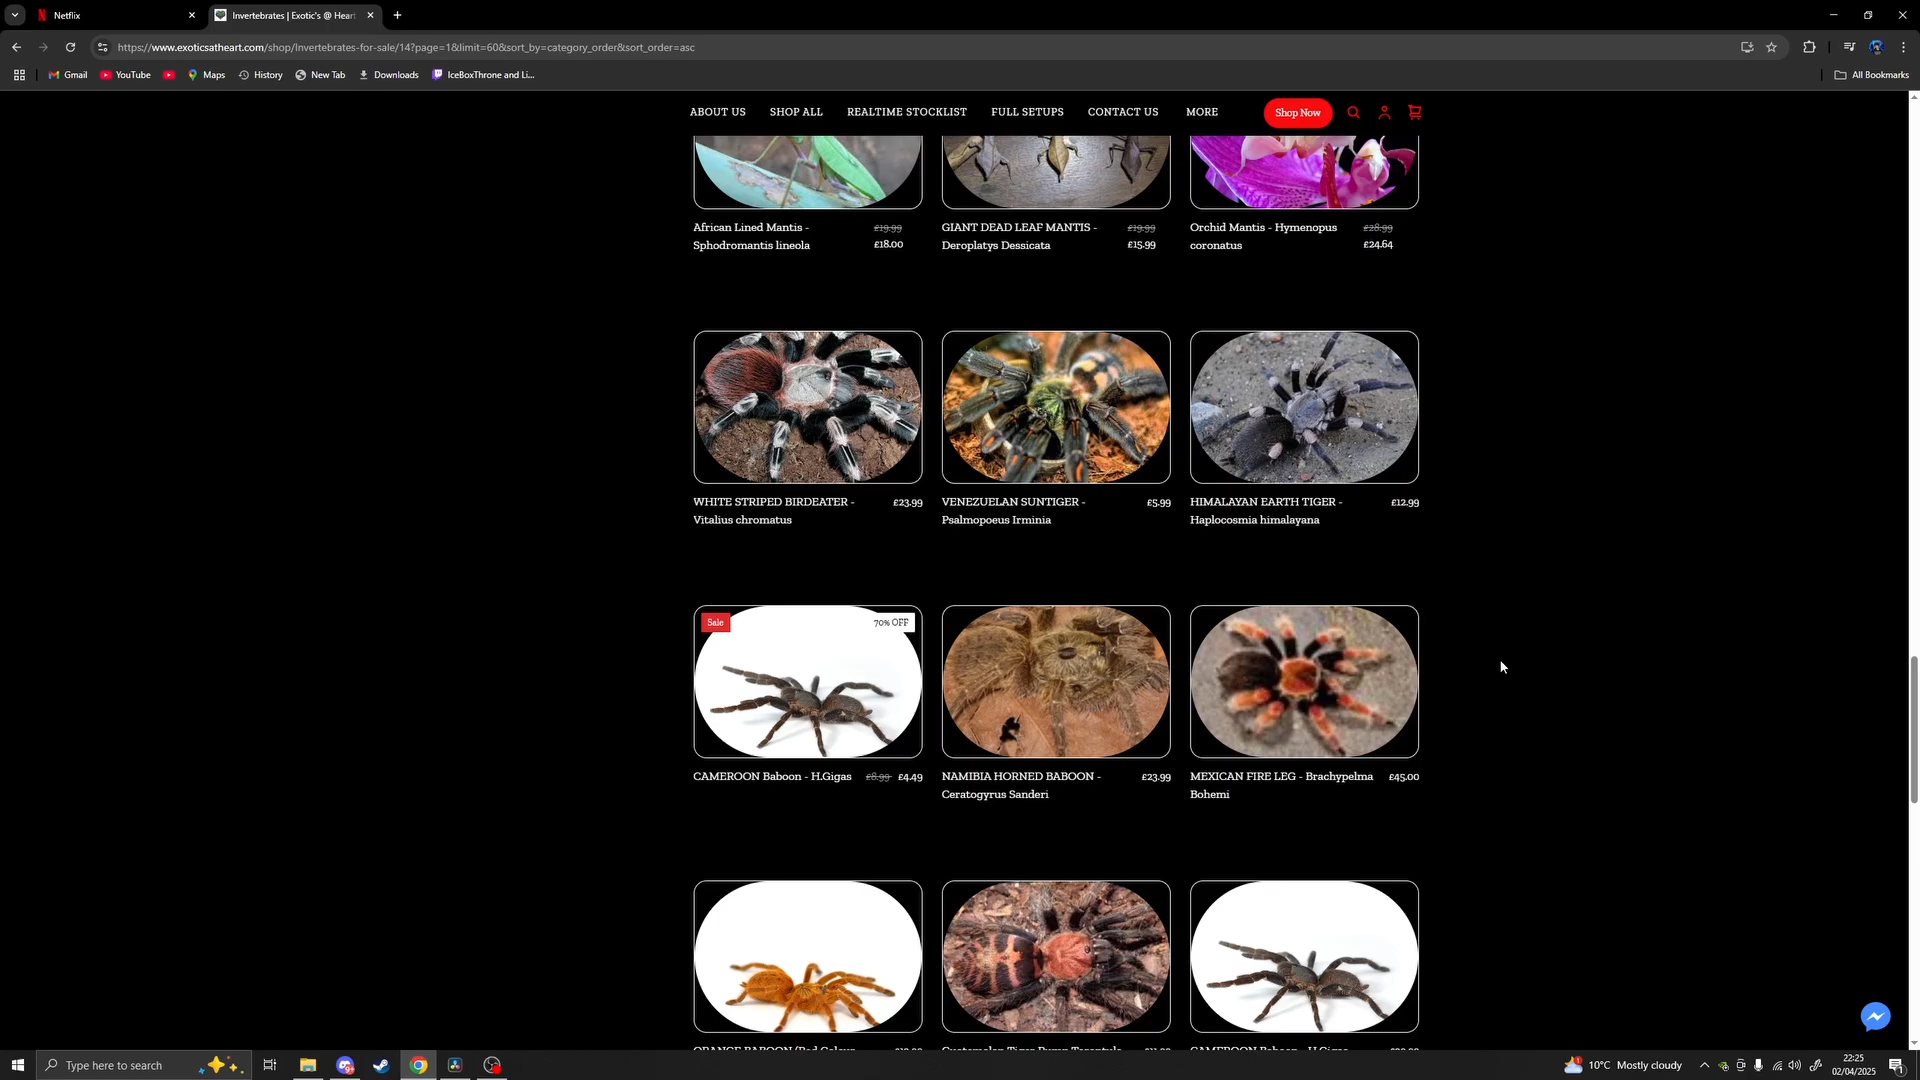 Netflix
Invertebrates | Exotic's @ Heart
https://www.exoticsatheart.com/shop/Invertebrates-for-sale/14?page=1&limit=60&sort_by=category_order&sort_order=asc
Gmail YouTube Maps History New Tab Downloads IceBoxThrone and Li... All Bookmarks
ABOUT US SHOP ALL REALTIME STOCKLIST FULL SETUPS CONTACT US MORE Shop Now
African Lined Mantis - £19.99
Sphodromantis lineola £18.00
GIANT DEAD LEAF MANTIS - £19.99
Deroplatys Dessicata £15.99
Orchid Mantis - Hymenopus £28.99
coronatus £24.64
WHITE STRIPED BIRDEATER - £23.99
Vitalius chromatus
VENEZUELAN SUNTIGER - £5.99
Psalmopoeus Irminia
HIMALAYAN EARTH TIGER - £12.99
Haplocosmia himalayana
Sale 70% OFF
CAMEROON Baboon - H.Gigas £8.99 £4.49
NAMIBIA HORNED BABOON - £23.99
Ceratogyrus Sanderi
MEXICAN FIRE LEG - Brachypelma £45.00
Bohemi
Type here to search
10°C Mostly cloudy
22:25
02/04/2025